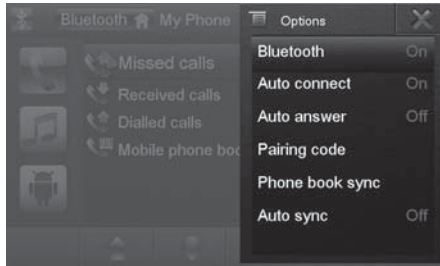 Bluetooth My Phone
Missed calls
Received calls
Dialled calls
Mobile phone boo
Options
Bluetooth On
Auto connect On
Auto answer Off
Pairing code
Phone book sync
Auto sync Off